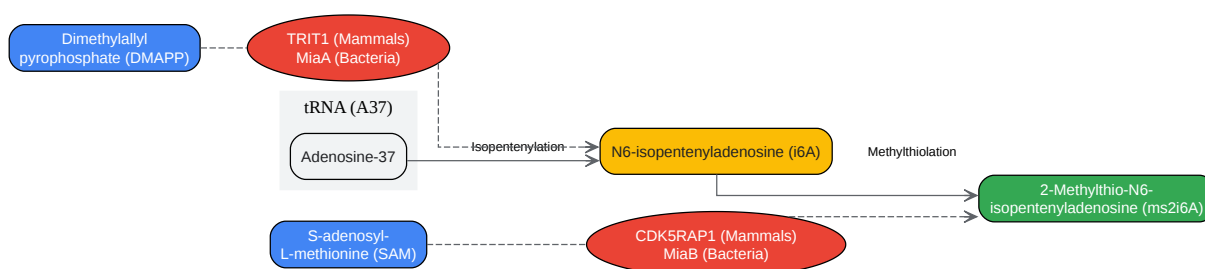 Dimethylallyl
pyrophosphate (DMAPP)
TRIT1 (Mammals)
MiaA (Bacteria)
tRNA (A37)
Adenosine-37
Isopentenylation
N6-isopentenyladenosine (i6A)
Methylthiolation
2-Methylthio-N6-
isopentenyladenosine (ms2i6A)
S-adenosyl-
L-methionine (SAM)
CDK5RAP1 (Mammals)
MiaB (Bacteria)